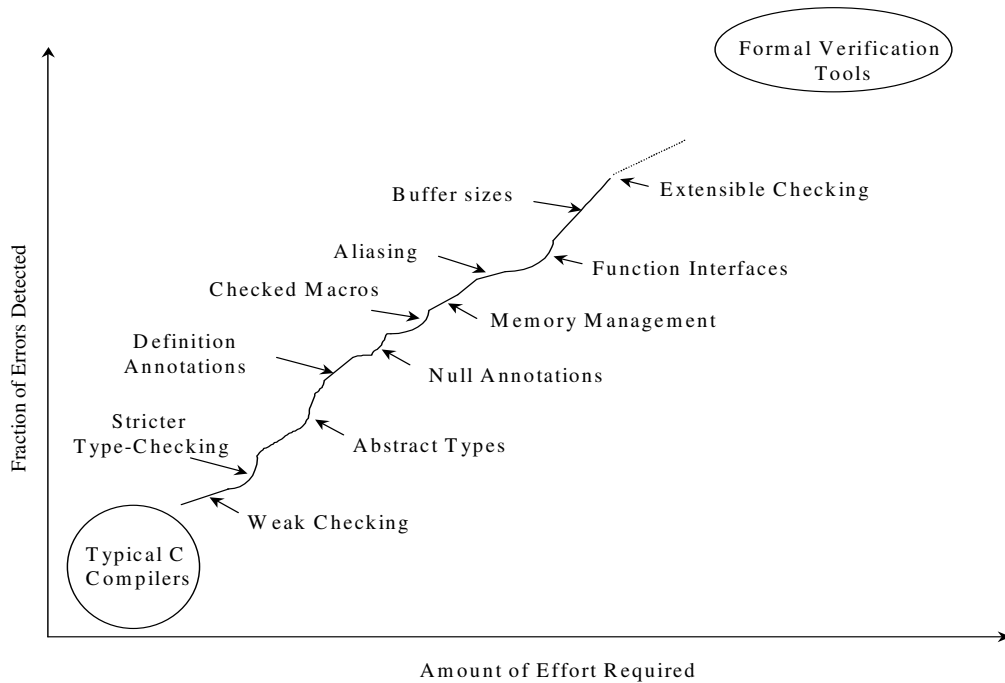 Formal Verification
Tools
Extensible Checking
Buffer sizes
Aliasing
Function Interfaces
Checked Macros
Memory Management
Definition
Annotations
Null Annotations
Stricter
Type-Checking
Abstract Types
Weak Checking
Typical C
Compilers
Fraction of Errors Detected
Amount of Effort Required